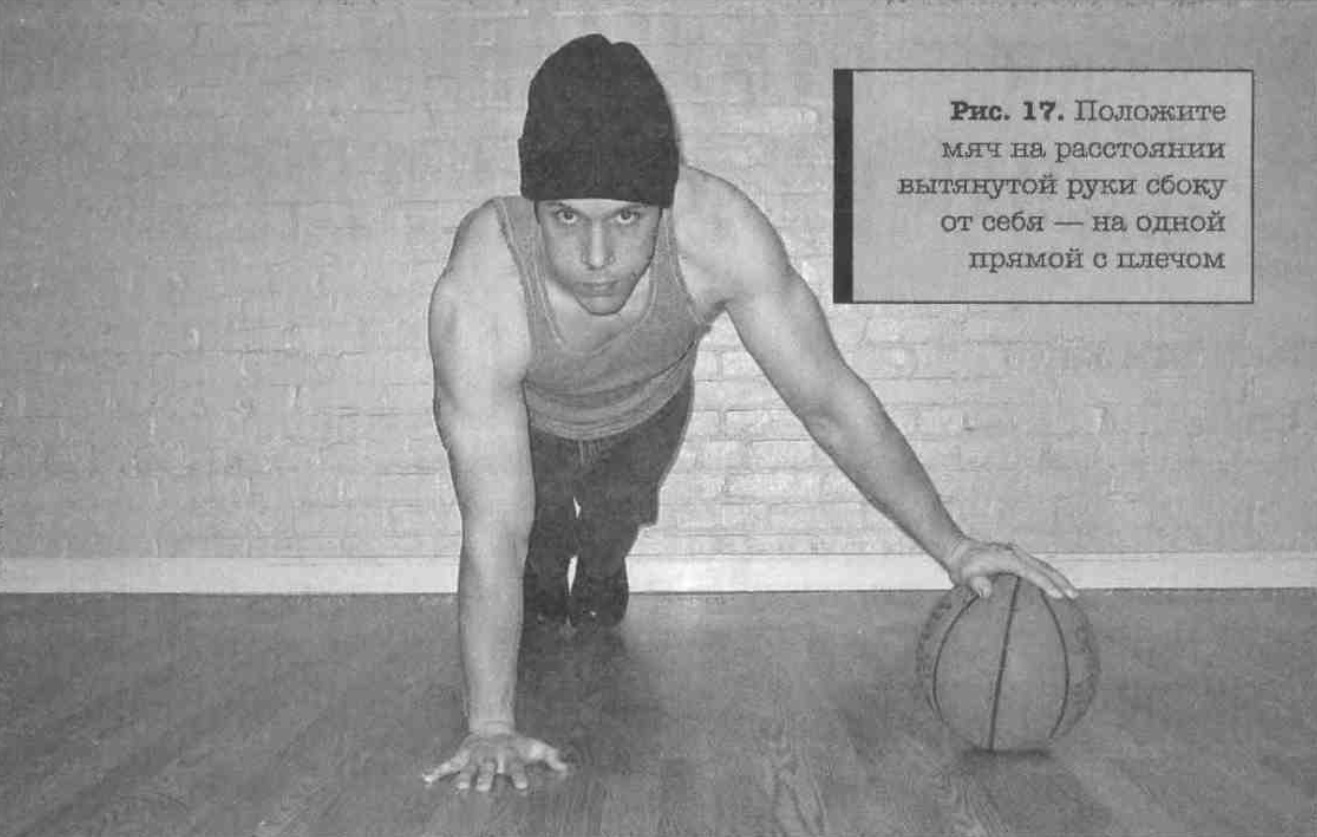 Рис. 17. Положите
мяч на расстоянии
вытянутой руки сбоку
от себя — на одной
прямой с плечом